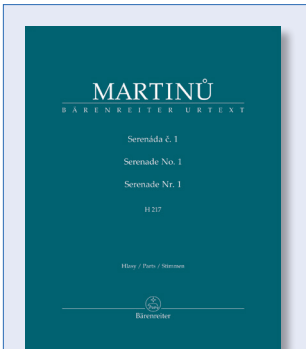 MARTINŮ
BÄRENREITER URTEXT
Serenáda č. 1
Serenade No. 1
Serenade Nr. 1
H 217
Hlasy / Parts / Stimmen
Bärenreiter